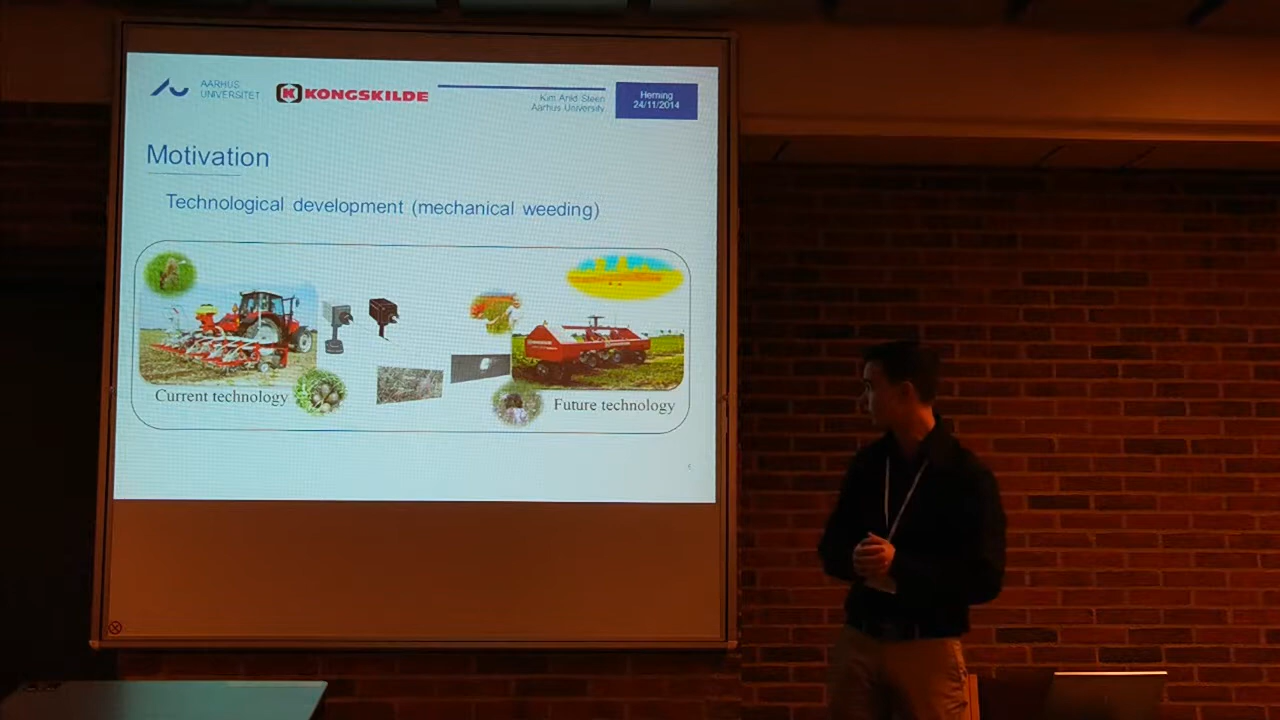 AARHUS
UNIVERSITET
KONGSKILDE
Kim Arild Steen
Aarhus University
Herning
24/11/2014
Motivation
Technological development (mechanical weeding)
Current technology
Future technology